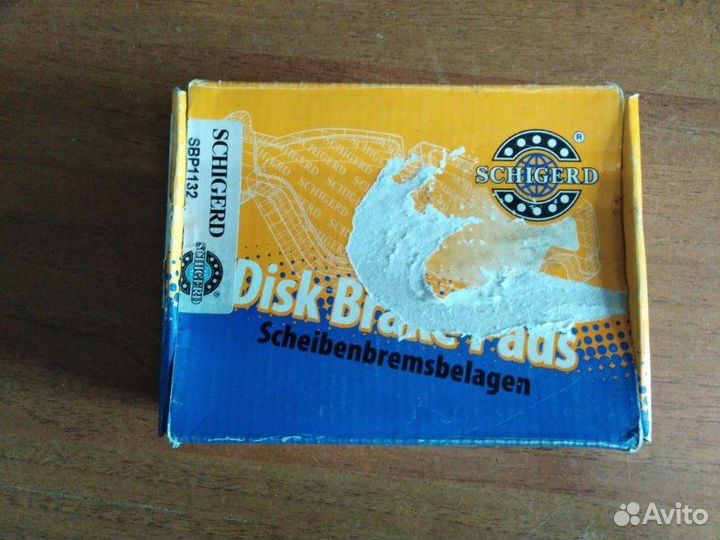 SCHIGERD
SBP1132
SCHIGERD
®
SCHIGERD
Disk Brake Pads
Scheibenbremsbelagen
Avito